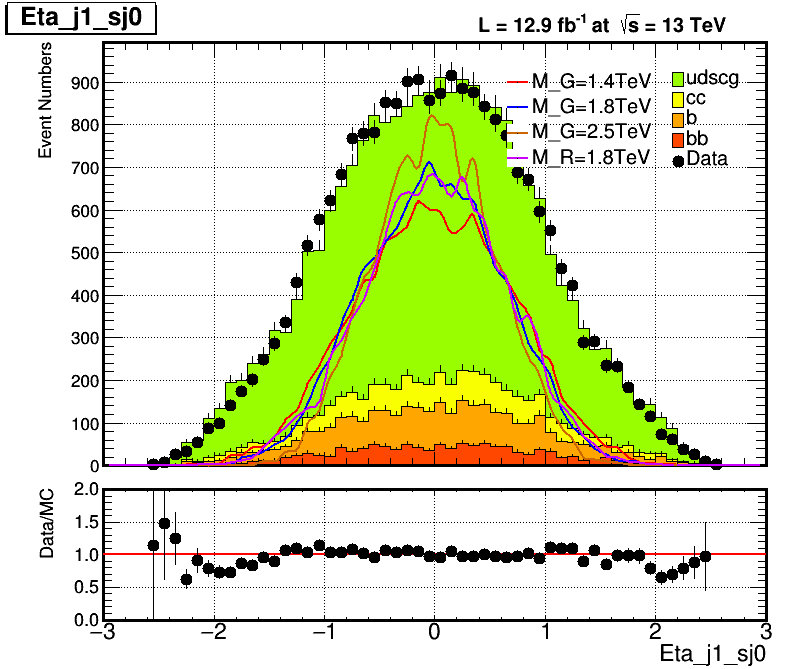 Eta_j1_sj0
L = 12.9 fb⁻¹ at √s = 13 TeV
Event Numbers
900
800
700
600
500
400
300
200
100
0
M_G=1.4TeV
M_G=1.8TeV
M_G=2.5TeV
M_R=1.8TeV
udscg
cc
b
bb
Data
Data/MC
2.0
1.5
1.0
0.5
0.0
−3 −2 −1 0 1 2 3
Eta_j1_sj0